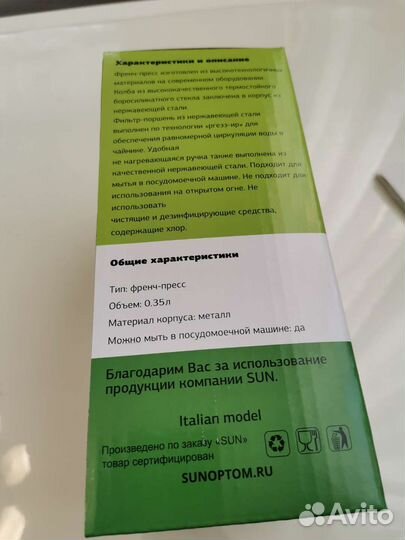 Характеристики и описание
Френч-пресс изготовлен из высокотехнологичных
материалов на современном оборудовании.
Колба из высококачественного термостойкого
боросиликатного стекла заключена в корпус из
нержавеющей стали.
Фильтр-поршень из нержавеющей стали
выполнен по технологии «prезз-ир» для
обеспечения равномерной циркуляции воды в
чайнике. Удобная
не нагревающаяся ручка также выполнена из
качественной нержавеющей стали. Подходит для
мытья в посудомоечной машине. Не подходит для
использования на открытом огне. Не
использовать
чистящие и дезинфицирующие средства,
содержащие хлор.
Общие характеристики
Тип: френч-пресс
Объем: 0.35л
Материал корпуса: металл
Можно мыть в посудомоечной машине: да
Благодарим Вас за использование
продукции компании SUN.
Italian model
Произведено по заказу «SUN»
товар сертифицирован
SUNOPTOM.RU
Avito